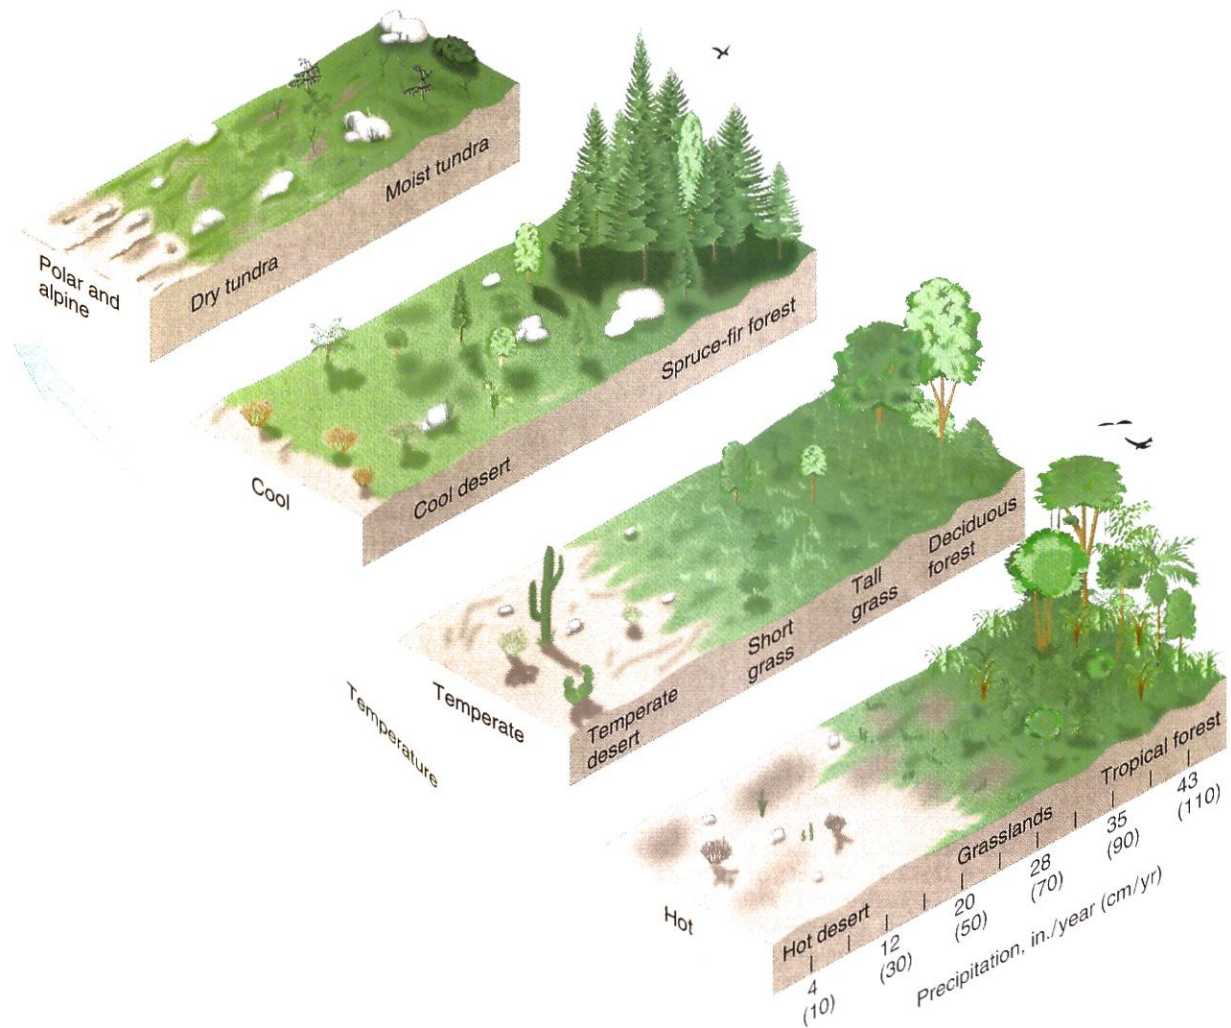 Moist tundra
Dry tundra
Polar and
alpine
Spruce-fir forest
Cool desert
Cool
Deciduous
forest
Tall
grass
Short
grass
Temperate
desert
Temperate
Temperature
Tropical forest
Grasslands
Hot desert
Hot
4
(10)
12
(30)
20
(50)
28
(70)
35
(90)
43
(110)
Precipitation, in./year (cm/yr)